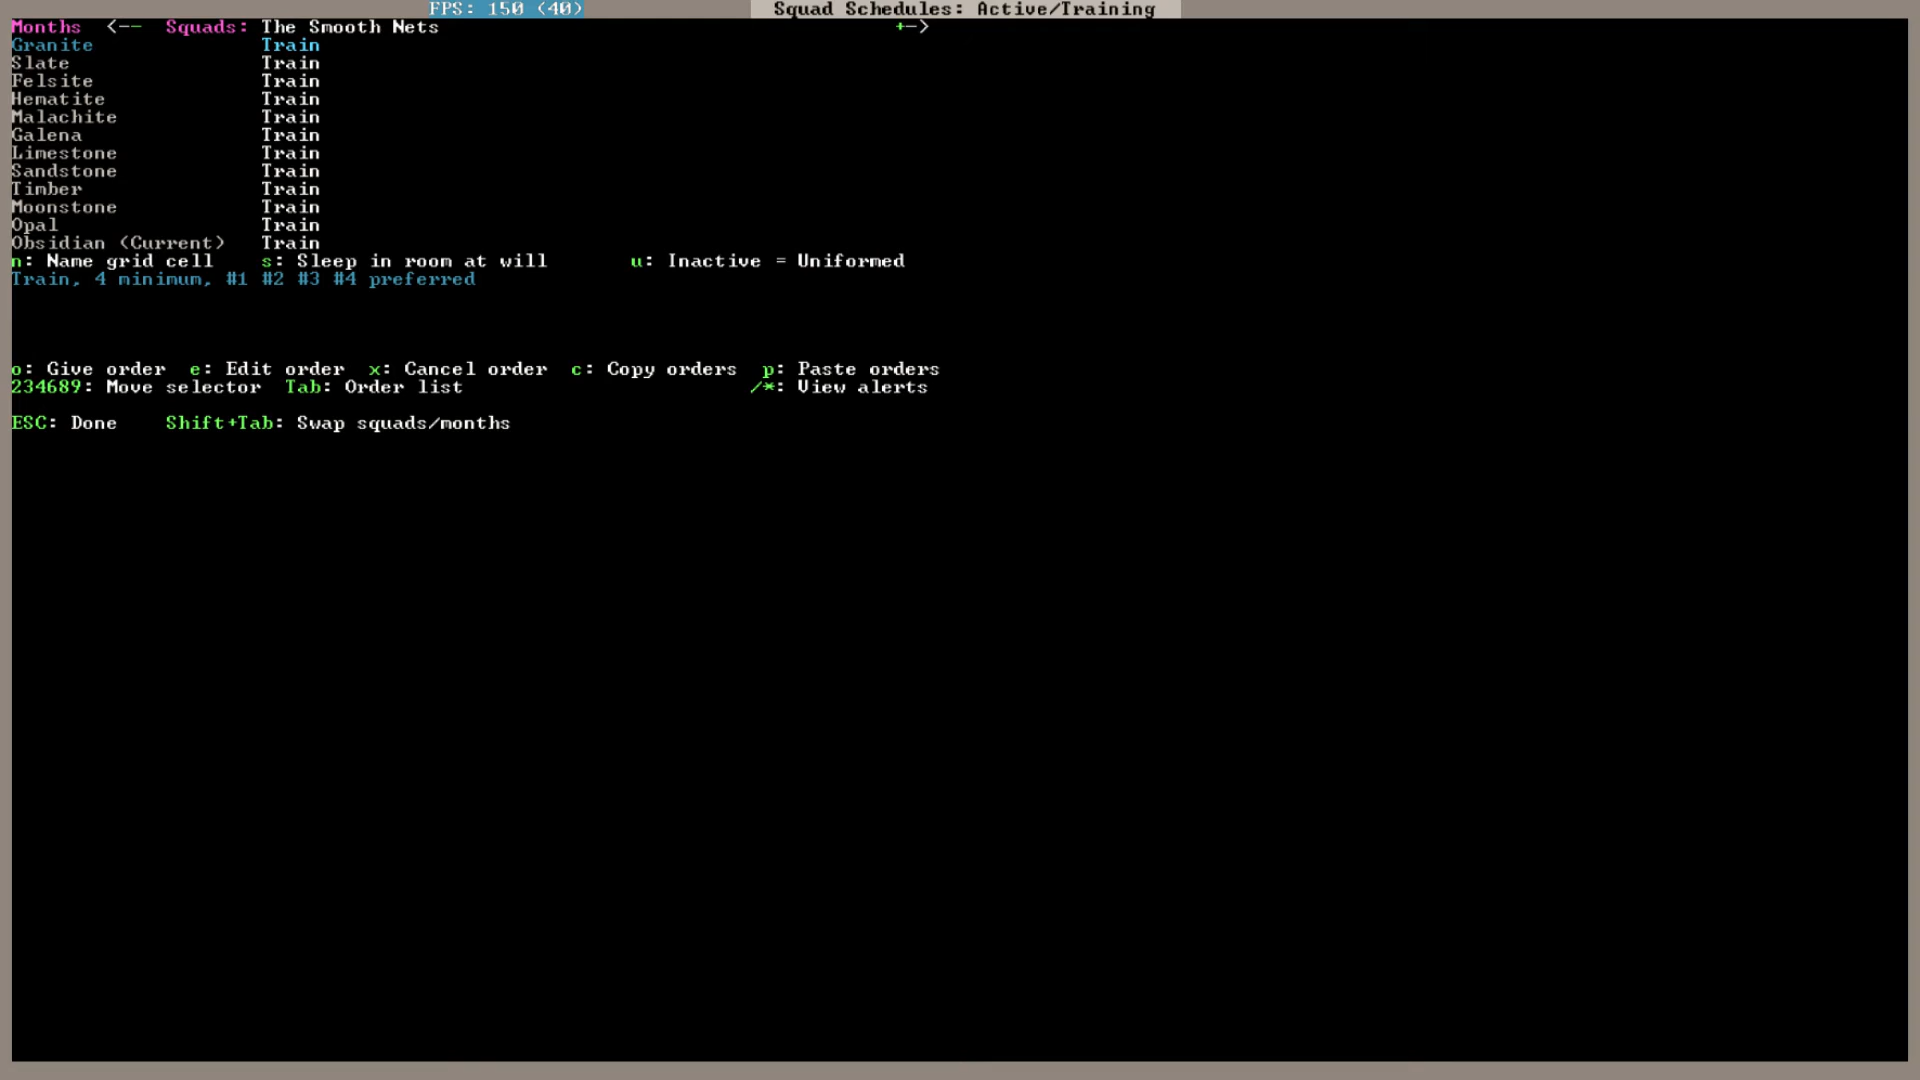 FPS: 150 (40) Squad Schedules: Active/Training
Months <-- Squads: The Smooth Nets +->
Granite Train
Slate Train
Felsite Train
Hematite Train
Malachite Train
Galena Train
Limestone Train
Sandstone Train
Timber Train
Moonstone Train
Opal Train
Obsidian (Current) Train
n: Name grid cell s: Sleep in room at will u: Inactive = Uniformed
Train, 4 minimum, #1 #2 #3 #4 preferred
o: Give order e: Edit order x: Cancel order c: Copy orders p: Paste orders
234689: Move selector Tab: Order list /*: View alerts
ESC: Done Shift+Tab: Swap squads/months